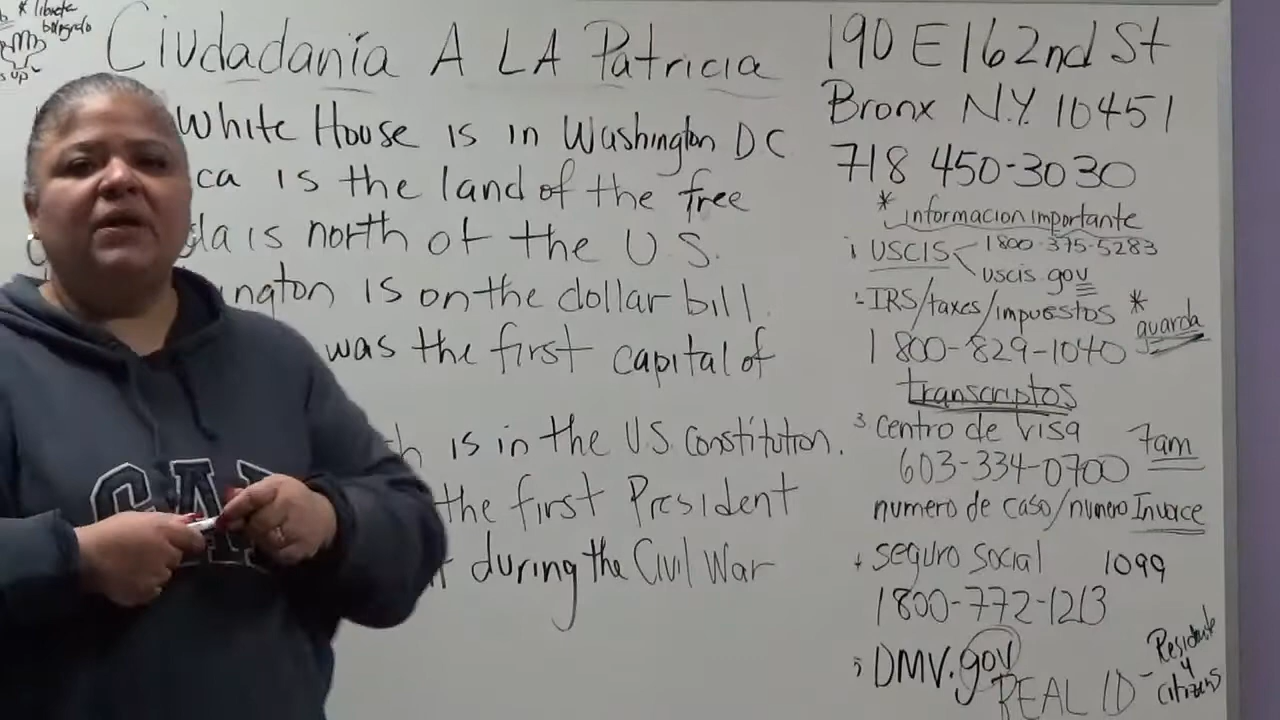 * libreta
boligrafo
Ciudadanía A LA Patricia
White House is in Washington DC
ca is the land of the free
da is north of the U.S.
ngton is on the dollar bill.
was the first capital of
h is in the U.S. Constitution.
the first President
t during the Civil War
GAP
190 E 162nd St
Bronx N.Y. 10451
718 450-3030
* informacion importante
1 USCIS 1800-375-5283
uscis.gov
2 IRS/taxes/impuestos * guarda
1 800-829-1040
transcriptos
3. centro de visa 7am
603-334-0700
numero de caso/numero Invoice
4 seguro social 1099
1800-772-1213
5 DMV.gov
REAL ID - Residente y citizens